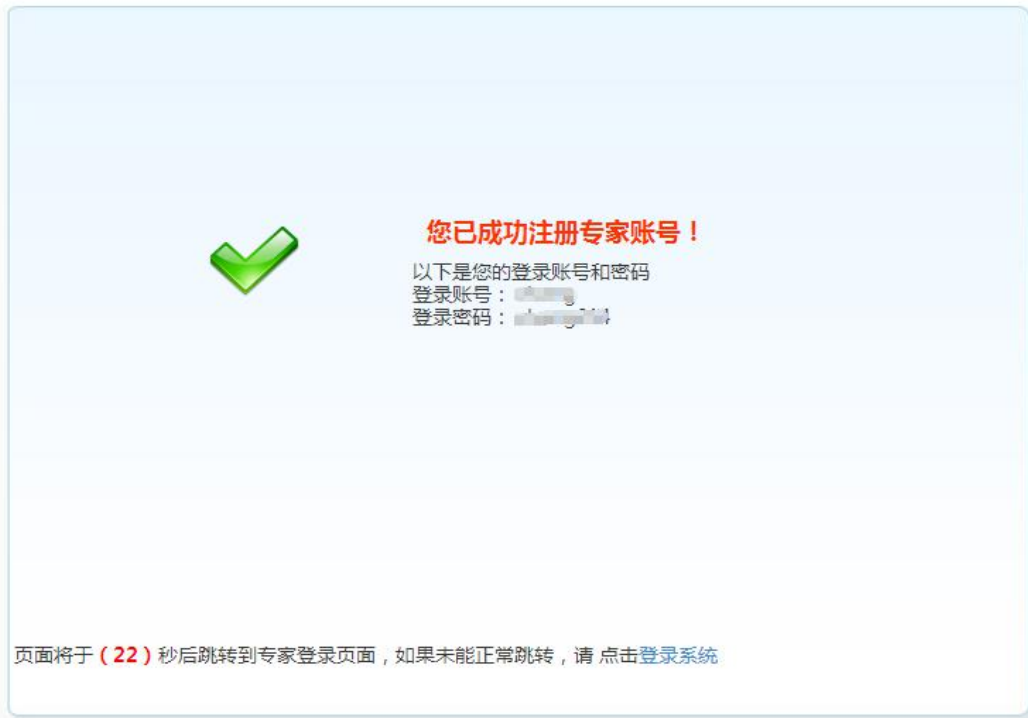 您已成功注册专家账号！
以下是您的登录账号和密码
登录账号：
登录密码：
页面将于（22）秒后跳转到专家登录页面，如果未能正常跳转，请 点击登录系统